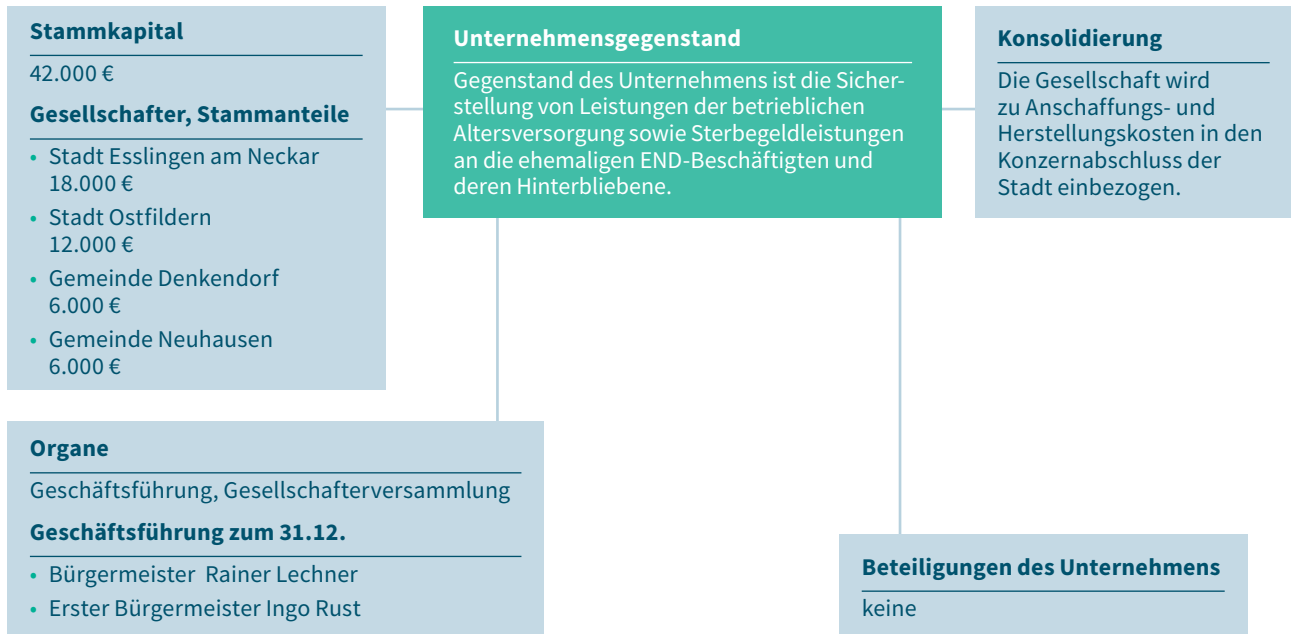 Stammkapital
42.000 €
Gesellschafter, Stammanteile
• Stadt Esslingen am Neckar
18.000 €
• Stadt Ostfildern
12.000 €
• Gemeinde Denkendorf
6.000 €
• Gemeinde Neuhausen
6.000 €
Unternehmensgegenstand
Gegenstand des Unternehmens ist die Sicher-
stellung von Leistungen der betrieblichen
Altersversorgung sowie Sterbegeldleistungen
an die ehemaligen END-Beschäftigten und
deren Hinterbliebene.
Konsolidierung
Die Gesellschaft wird
zu Anschaffungs- und
Herstellungskosten in den
Konzernabschluss der
Stadt einbezogen.
Organe
Geschäftsführung, Gesellschafterversammlung
Geschäftsführung zum 31.12.
• Bürgermeister Rainer Lechner
• Erster Bürgermeister Ingo Rust
Beteiligungen des Unternehmens
keine